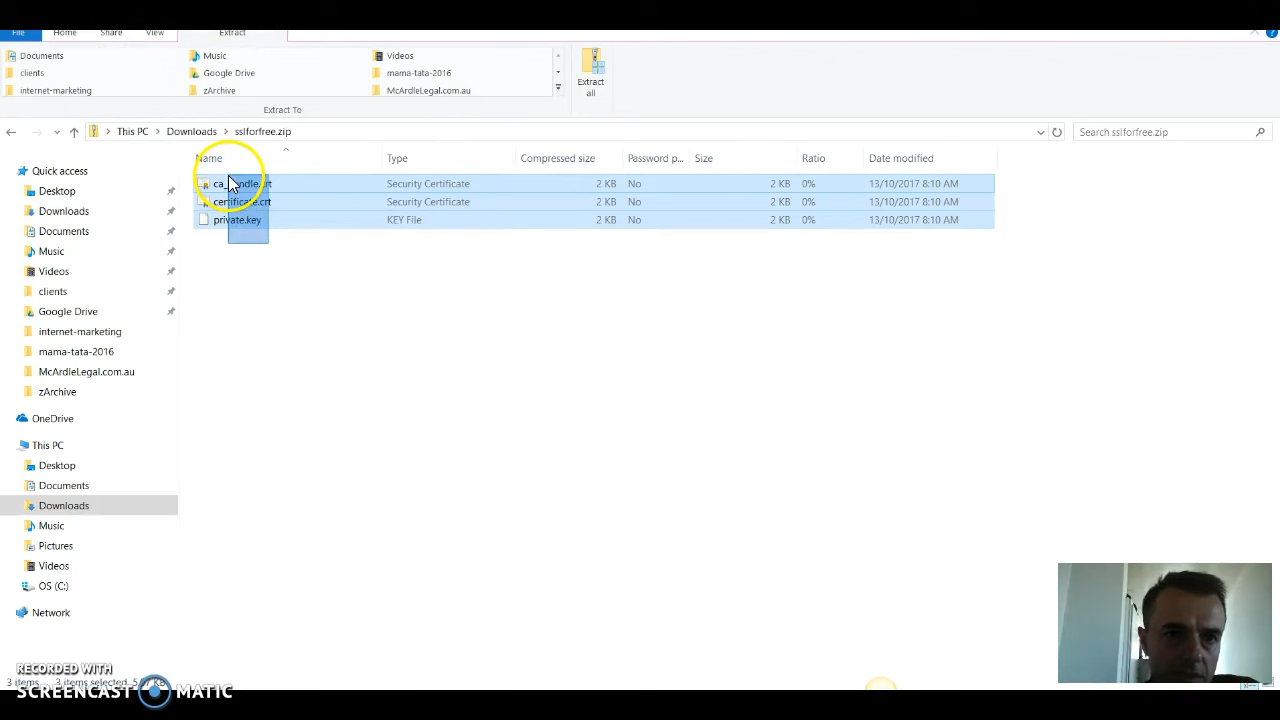 File Home Share View Extract
Documents Music Videos
clients Google Drive mama-tata-2016
internet-marketing zArchive McArdleLegal.com.au
Extract all
Extract To
This PC > Downloads > sslforfree.zip Search sslforfree.zip
Name Type Compressed size Password p... Size Ratio Date modified
Security Certificate 2 KB No 2 KB 0% 13/10/2017 8:10 AM
certificate.crt Security Certificate 2 KB No 2 KB 0% 13/10/2017 8:10 AM
private.key KEY File 2 KB No 2 KB 0% 13/10/2017 8:10 AM
Quick access
Desktop
Downloads
Documents
Music
Videos
clients
Google Drive
internet-marketing
mama-tata-2016
McArdleLegal.com.au
zArchive
OneDrive
This PC
Desktop
Documents
Downloads
Music
Pictures
Videos
OS (C:)
Network
RECORDED WITH
3 items 3 items selected
SCREENCAST MATIC